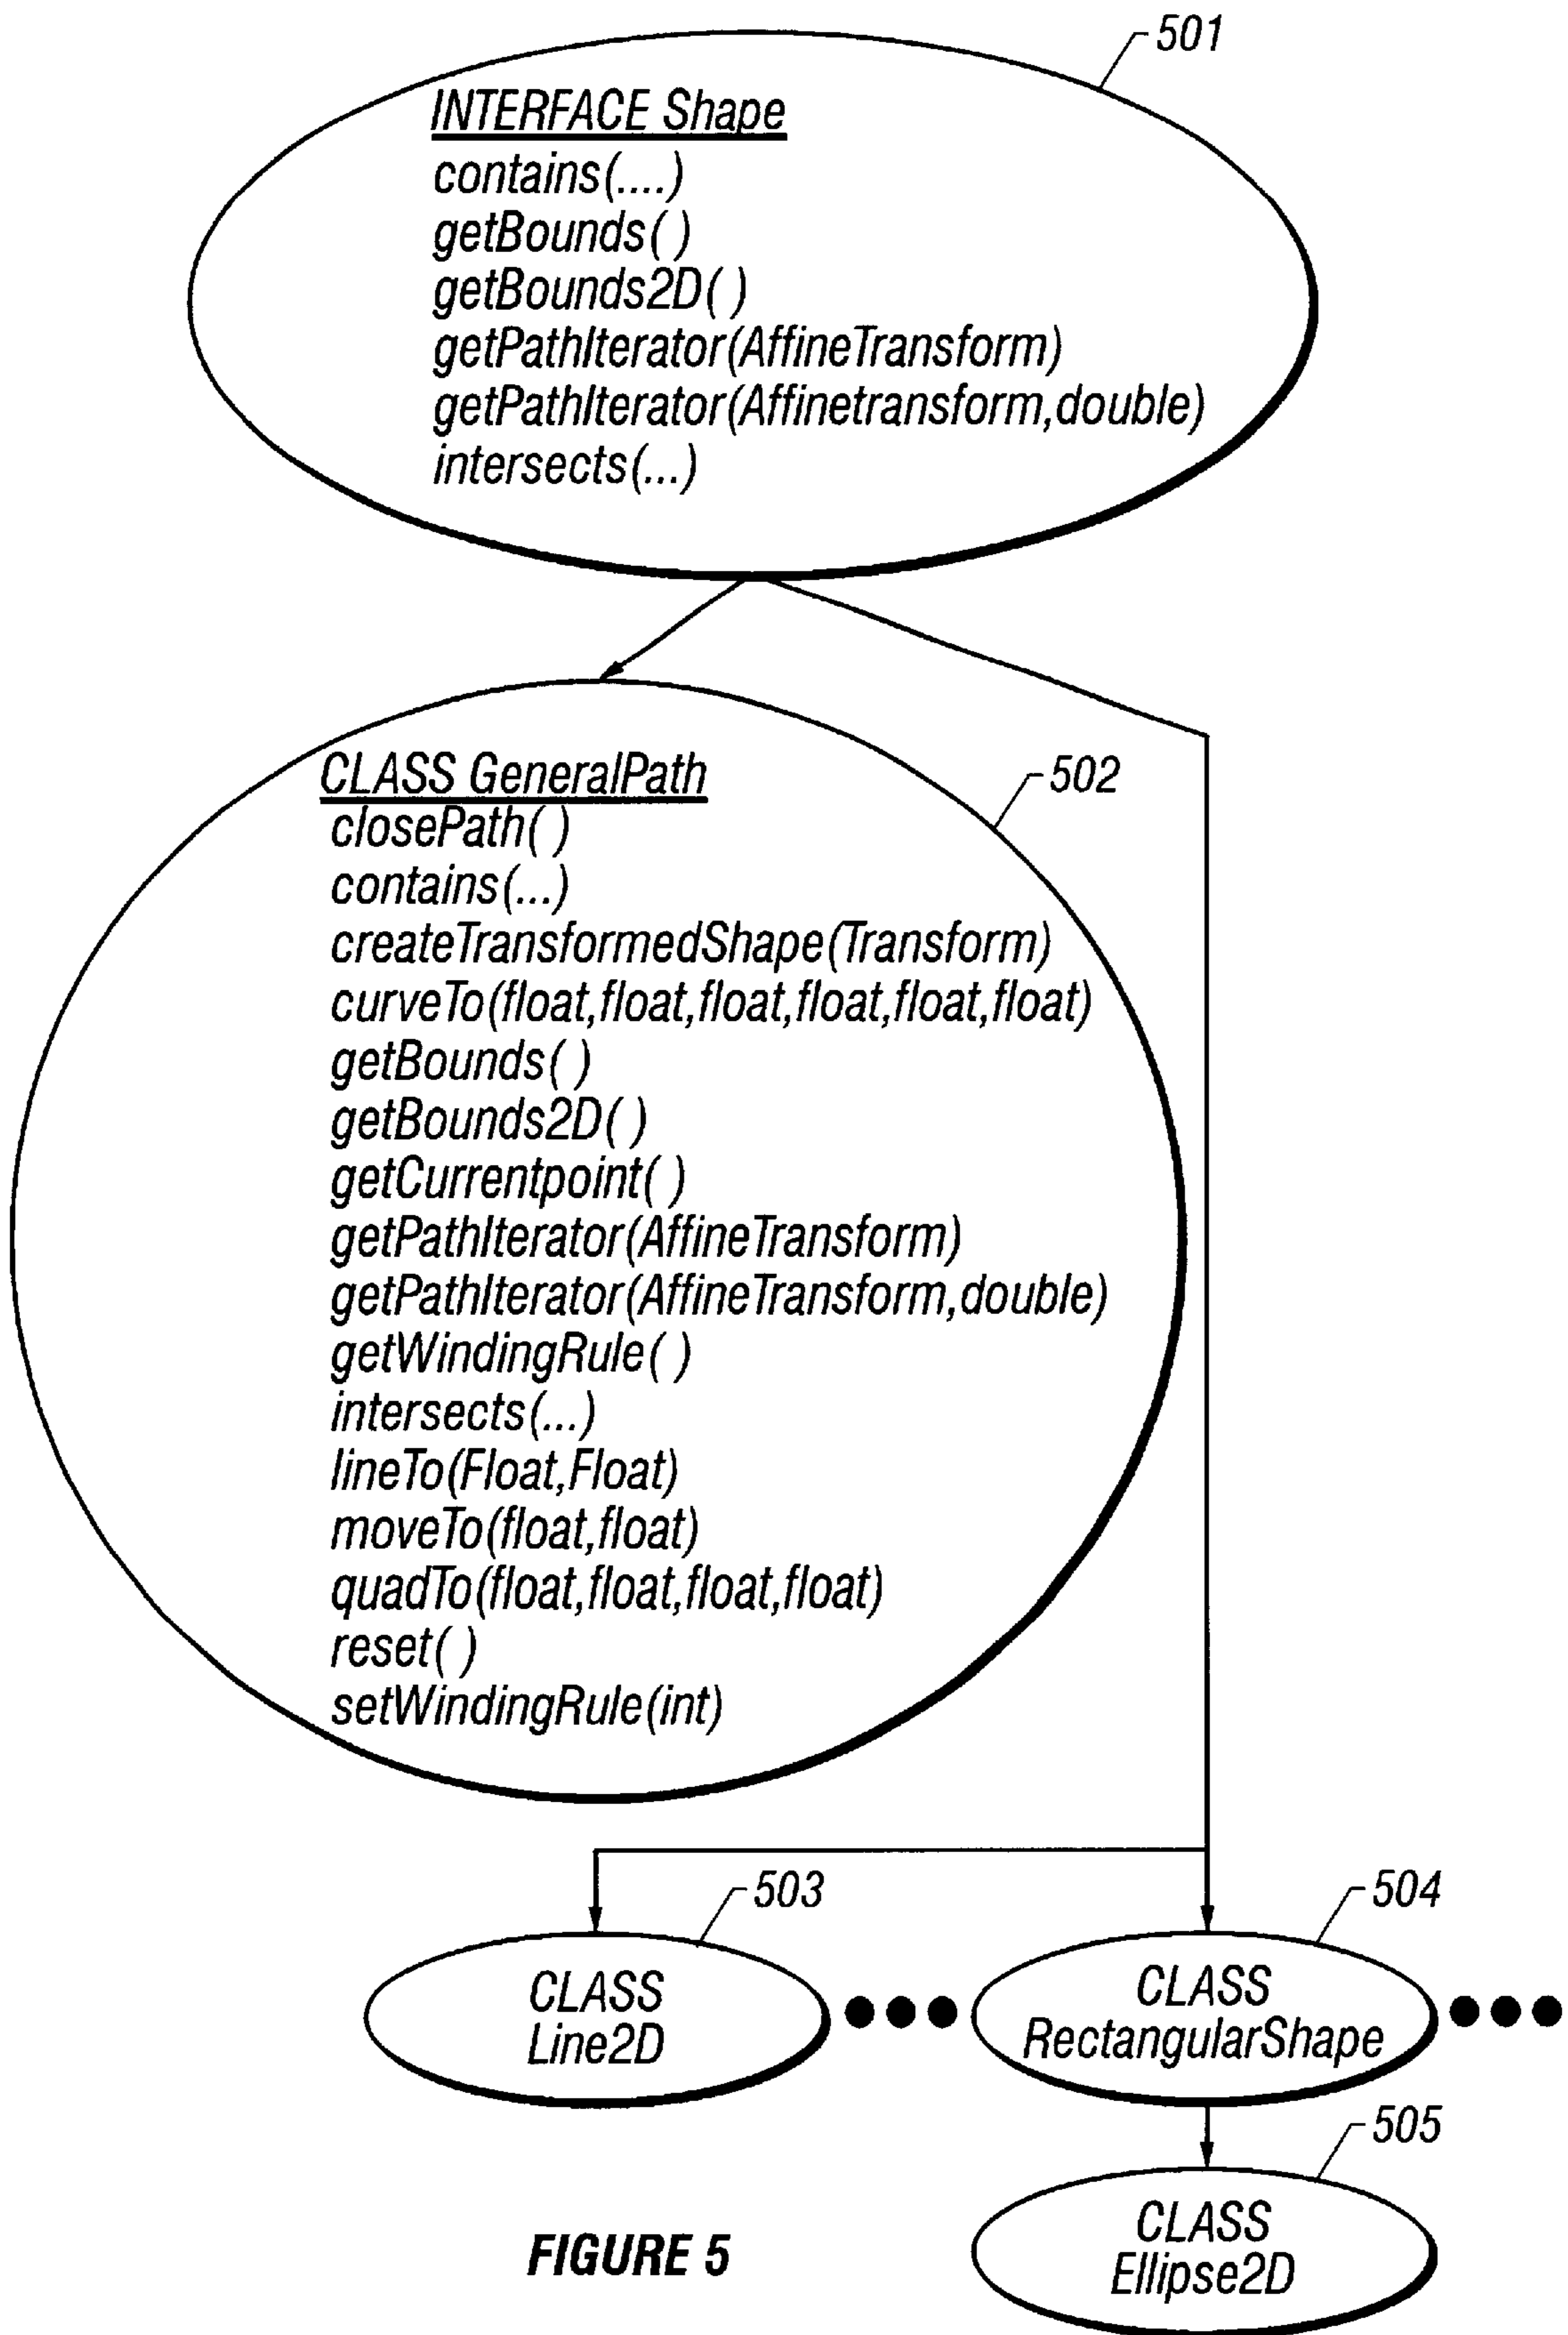 501
INTERFACE Shape
contains(....)
getBounds( )
getBounds2D( )
getPathIterator(AffineTransform)
getPathIterator(Affinetransform,double)
intersects(...)
502
CLASS GeneralPath
closePath( )
contains(...)
createTransformedShape(Transform)
curveTo(float,float,float,float,float,float)
getBounds( )
getBounds2D( )
getCurrentpoint( )
getPathIterator(AffineTransform)
getPathIterator(AffineTransform,double)
getWindingRule( )
intersects(...)
lineTo(Float,Float)
moveTo(float,float)
quadTo(float,float,float,float)
reset( )
setWindingRule(int)
503
CLASS
Line2D
504
CLASS
RectangularShape
505
CLASS
Ellipse2D
FIGURE 5